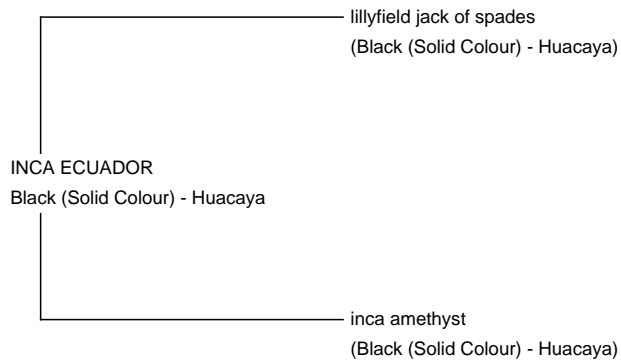 lillyfield jack of spades
(Black (Solid Colour) - Huacaya)
INCA ECUADOR
Black (Solid Colour) - Huacaya
inca amethyst
(Black (Solid Colour) - Huacaya)